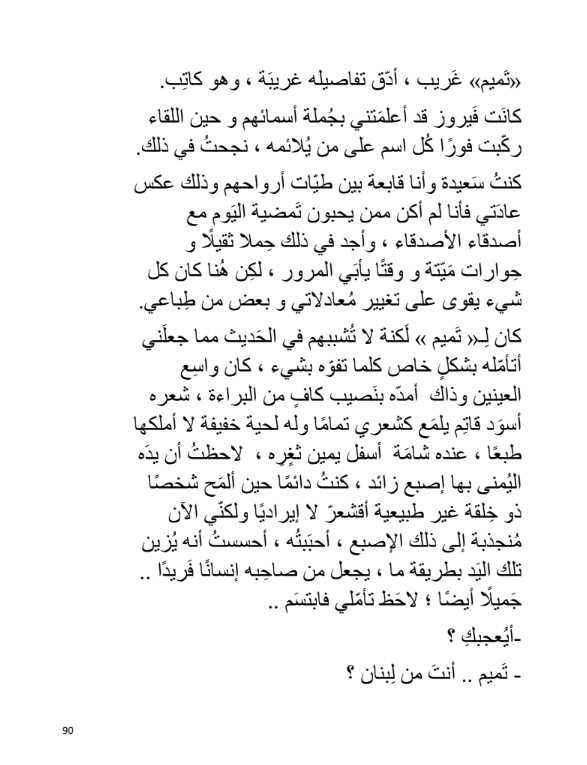 «تَميم» غَريب ، أدّق تفاصيله غريبَة ، وهو كاتِب.
كانَت فَيروز قد أعلمَتني بجُملة أسمائهم و حين اللقاء
ركّبت فورًا كُل اسم على من يُلائمه ، نجحتُ في ذلك.
كنتُ سَعيدة وأنا قابعة بين طيّات أرواحهم وذلك عكس
عادَتي فأنا لم أكن ممن يحبون تَمضية اليَوم مع
أصدقاء الأصدقاء ، وأجد في ذلك حِملا ثقيلًا و
حِوارات مَيّتة و وقتًا يأبَي المرور ، لكِن هُنا كان كل
شيء يقوى على تغيير مُعادلاتي و بعض من طِباعي.
كان لِـ« تَميم » لَكنة لا تُشببهم في الحَديث مما جعلَني
أتأمّله بشكلٍ خاص كلما تفوّه بشيء ، كان واسِع
العينين وذاك أمدّه بنَصيب كافٍ من البراءة ، شعره
أسوَد قاتِم يلمَع كشعري تمامًا وله لحية خفيفة لا أملكها
طبعًا ، عنده شامَة أسفل يمين ثغرِه ، لاحظتُ أن يدَه
اليُمنى بها إصبع زائد ، كنتُ دائمًا حين ألمَح شخصًا
ذو خِلقة غير طبيعية أقشعرّ لا إيراديًا ولكنّي الآن
مُنجذبة إلى ذلك الإصبع ، أحبَبتُه ، أحسستُ أنه يُزين
تلك اليَد بطريقة ما ، يجعل من صاحِبه إنسانًا فَريدًا ..
جَميلًا أيضًا ؛ لاحَظ تأمّلي فابتسَم ..
-أيُعجبكِ ؟
- تَميم .. أنتَ من لِبنان ؟
90